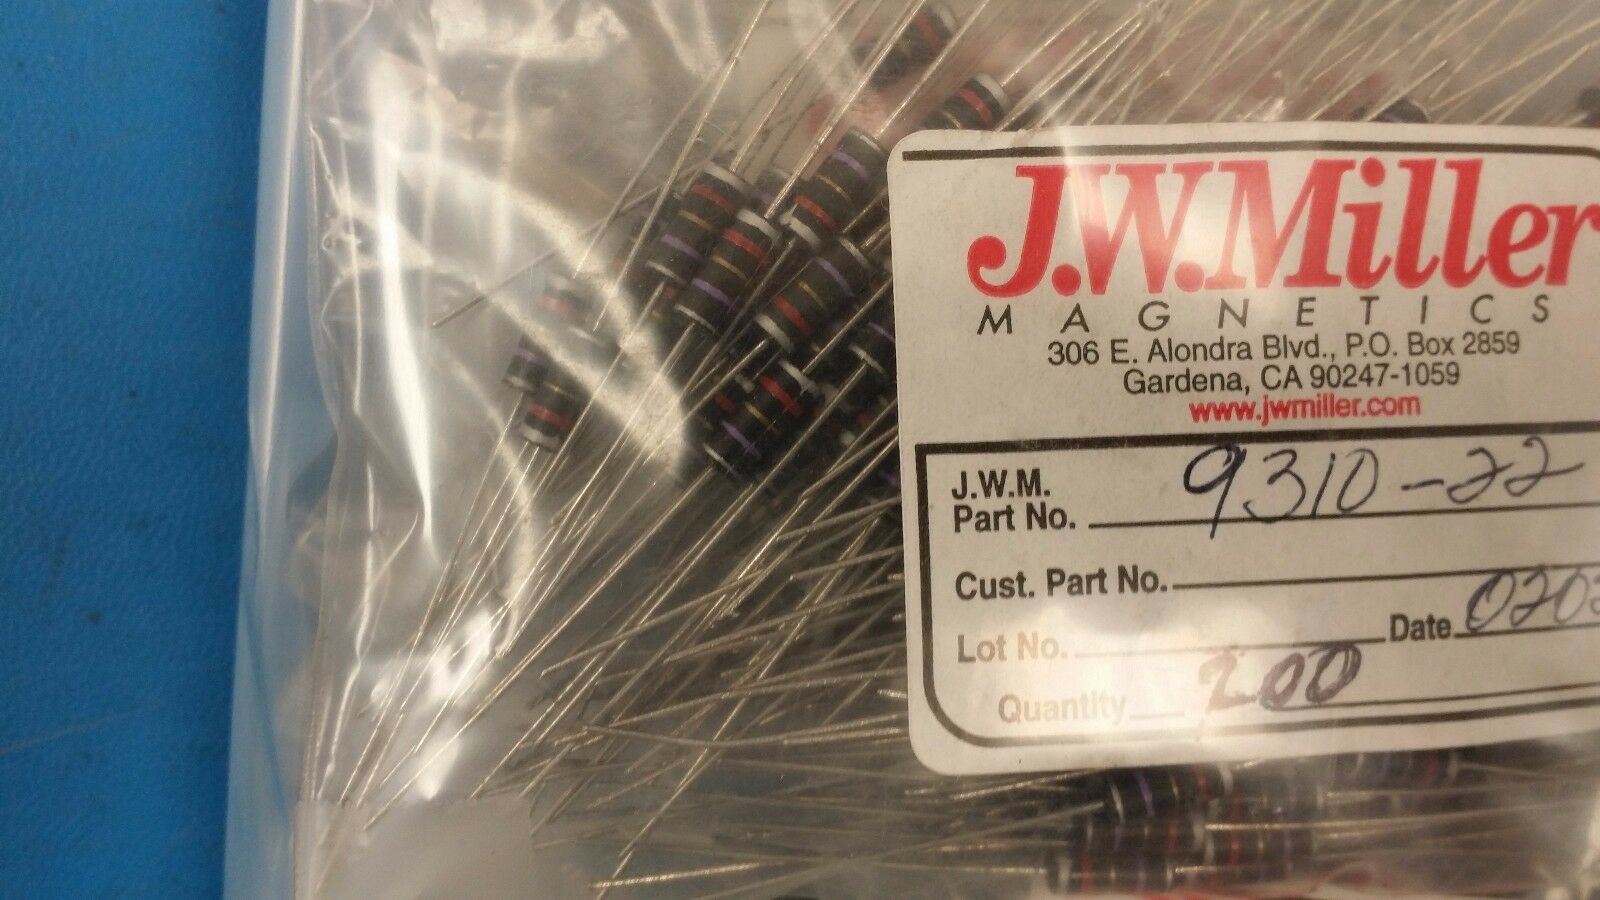 J.W.Miller
MAGNETICS
306 E. Alondra Blvd., P.O. Box 2859
Gardena, CA 90247-1059
www.jwmiller.com
J.W.M.
Part No. 9310-22
Cust. Part No.
Lot No. Date 0202
Quantity 200